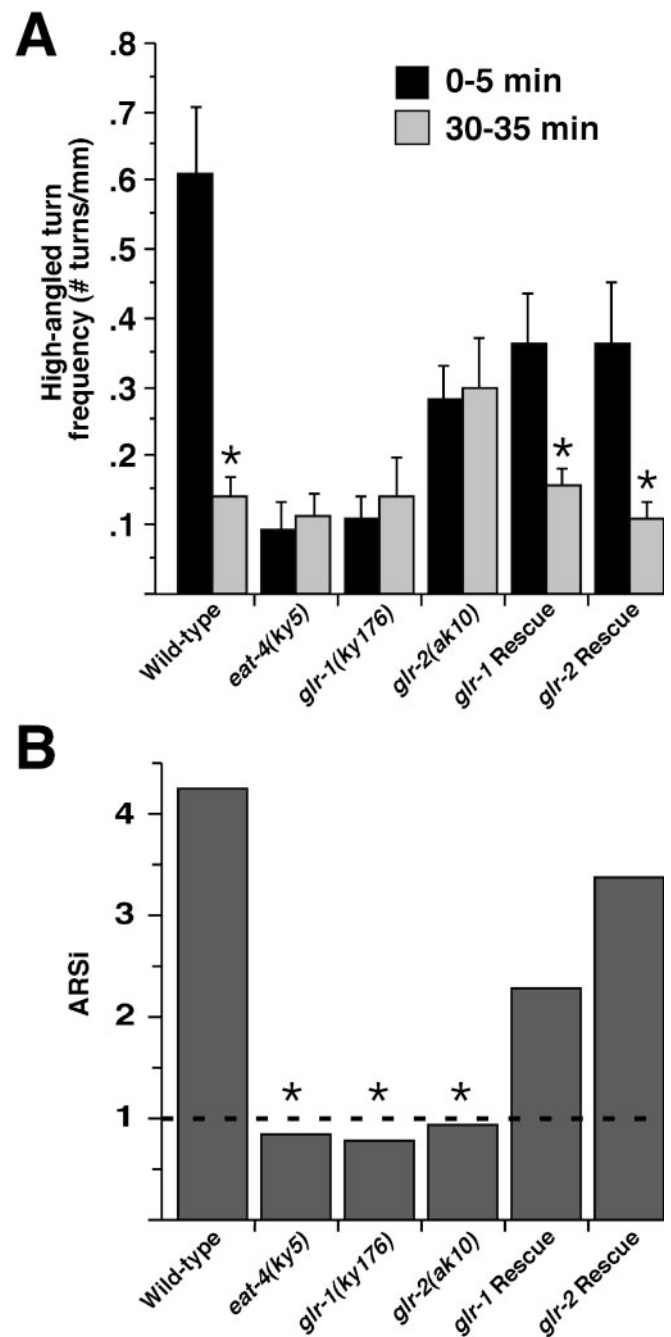 A
.8
.7
.6
.5
.4
.3
.2
.1
High-angled turn
frequency (# turns/mm)
0-5 min
30-35 min
*
*
*
Wild-type
eat-4(ky5)
glr-1(ky176)
glr-2(ak10)
glr-1 Rescue
glr-2 Rescue
B
4
3
2
1
ARSi
*
*
*
Wild-type
eat-4(ky5)
glr-1(ky176)
glr-2(ak10)
glr-1 Rescue
glr-2 Rescue